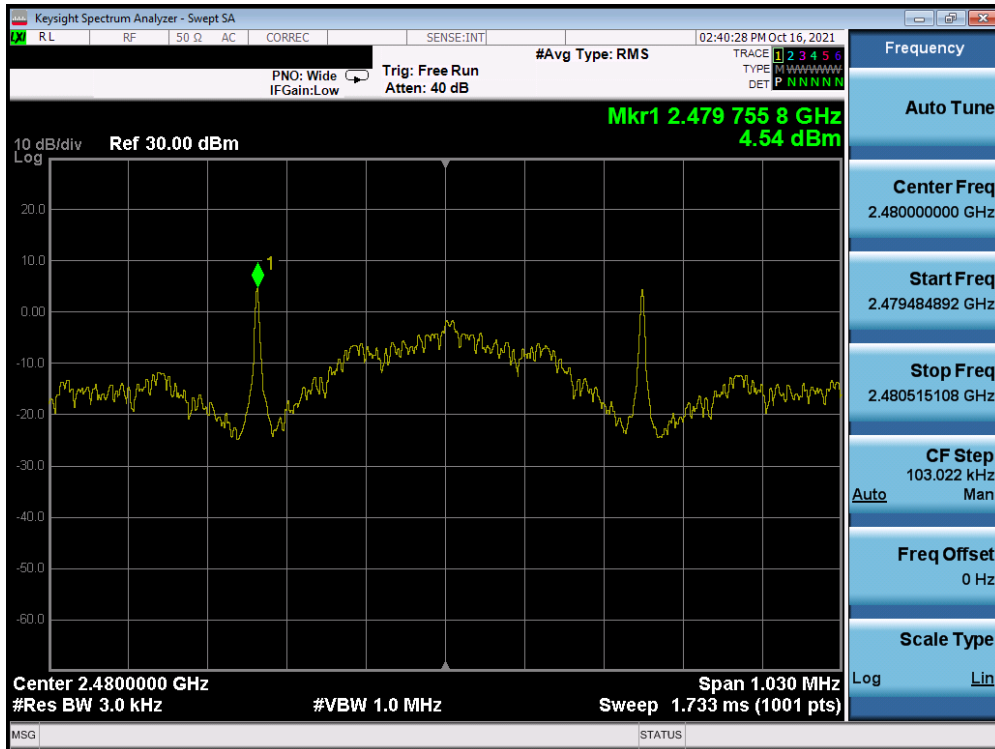 Keysight Spectrum Analyzer - Swept SA
LXI RL RF 50 Ω AC CORREC SENSE:INT 02:40:28 PM Oct 16, 2021
#Avg Type: RMS TRACE 1 2 3 4 5 6
PNO: Wide Trig: Free Run TYPE M WWWWW
IFGain:Low Atten: 40 dB DET P N N N N N
Mkr1 2.479 755 8 GHz
4.54 dBm
10 dB/div Ref 30.00 dBm
Log
20.0
10.0
1
0.00
-10.0
-20.0
-30.0
-40.0
-50.0
-60.0
Center 2.4800000 GHz Span 1.030 MHz
#Res BW 3.0 kHz #VBW 1.0 MHz Sweep 1.733 ms (1001 pts)
MSG STATUS
Frequency
Auto Tune
Center Freq
2.480000000 GHz
Start Freq
2.479484892 GHz
Stop Freq
2.480515108 GHz
CF Step
103.022 kHz
Auto Man
Freq Offset
0 Hz
Scale Type
Log Lin